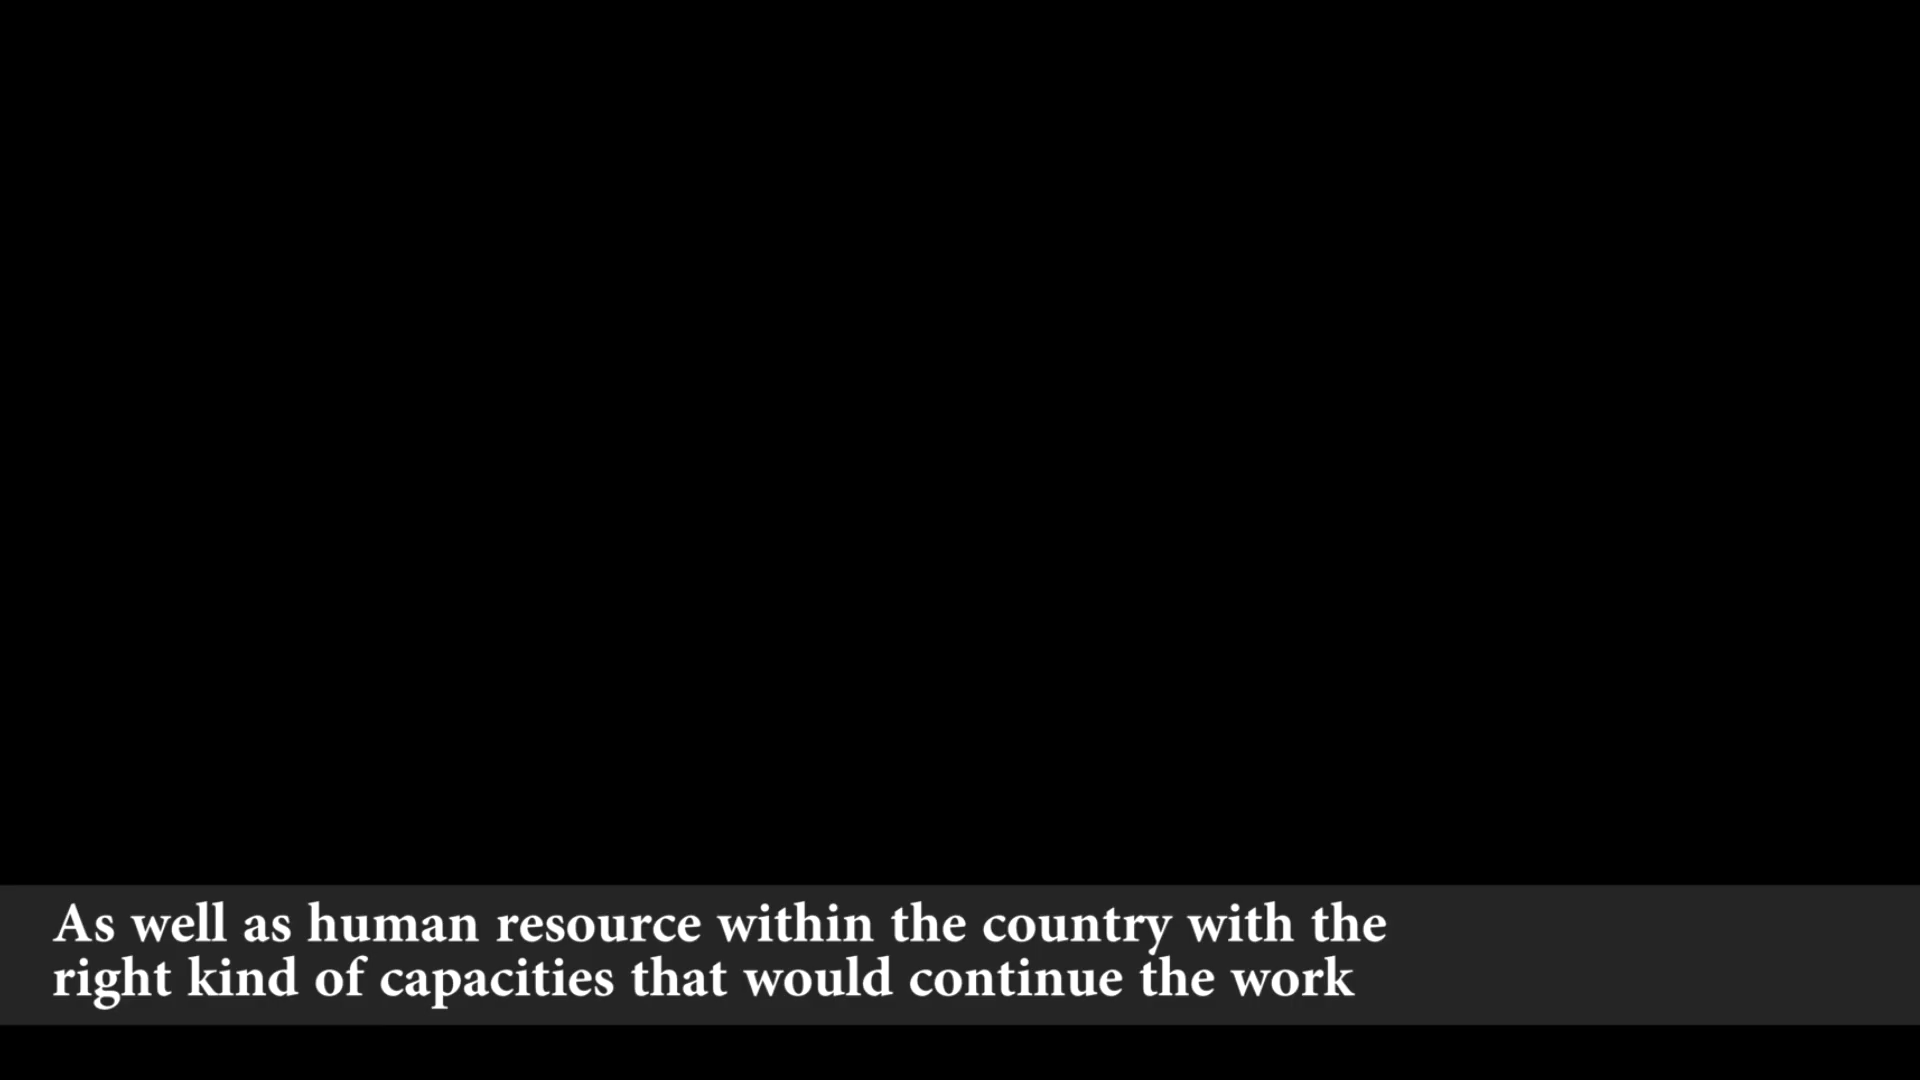 As well as human resource within the country with the
right kind of capacities that would continue the work